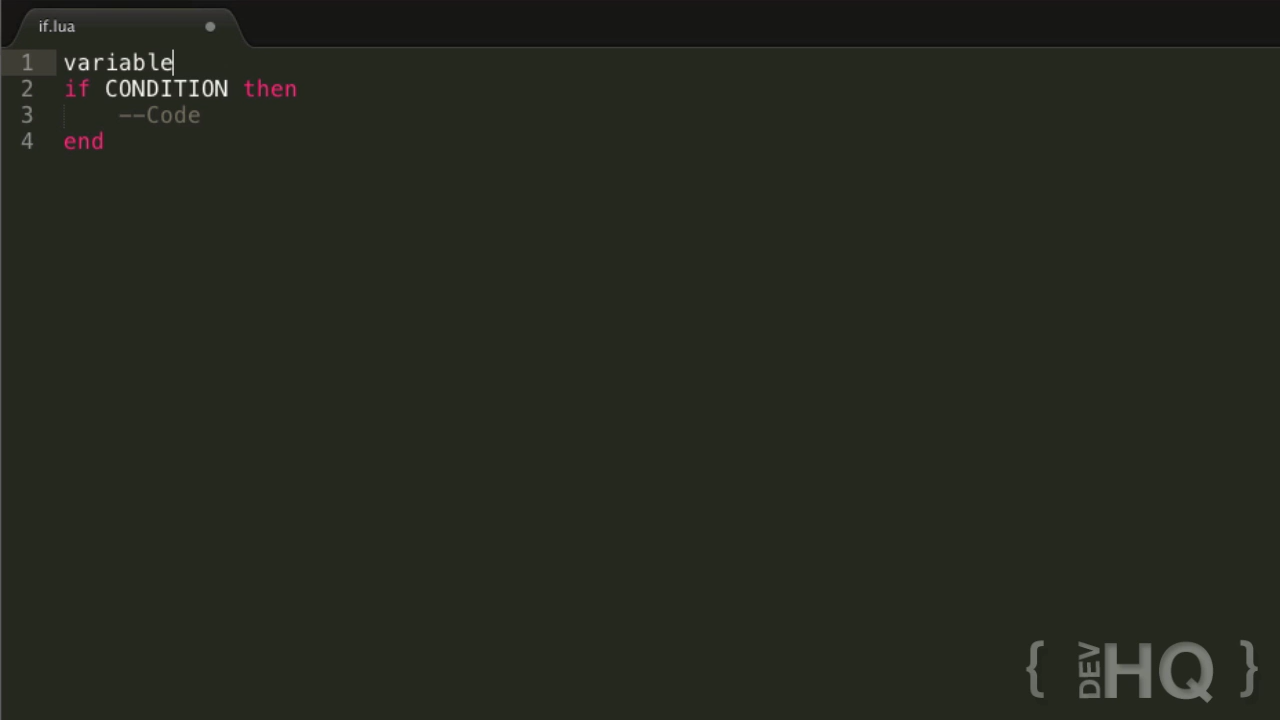 if.lua
1 variable
2 if CONDITION then
3     --Code
4 end
{ DEV HQ }